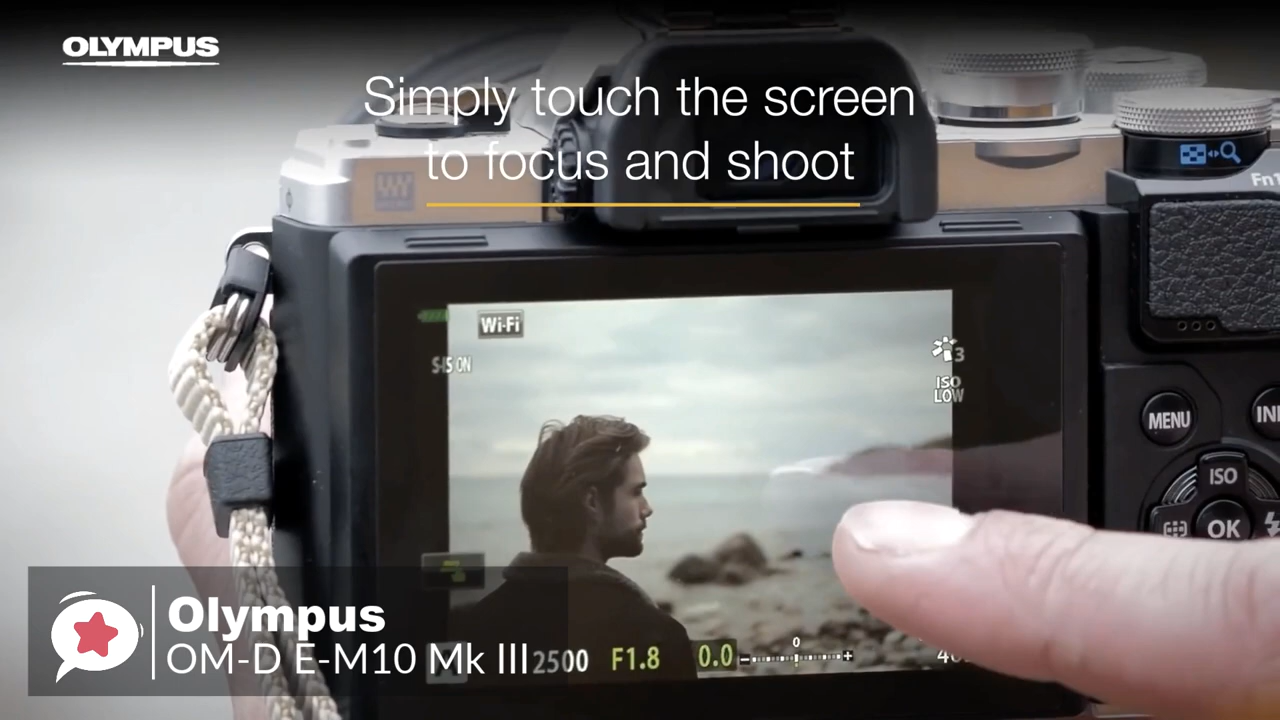 OLYMPUS
Simply touch the screen
to focus and shoot
Fn1
Wi-Fi
S-IS ON
3
ISO
LOW
MENU
ISO
OK
Olympus
OM-D E-M10 Mk III
2500 F1.8 0.0
0